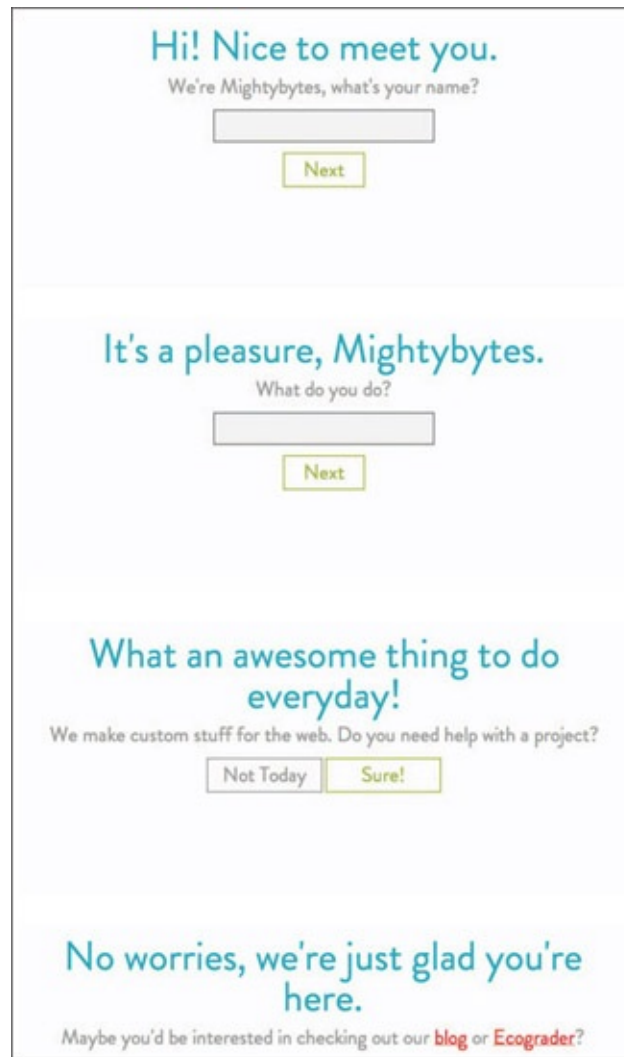 Hi! Nice to meet you.
We're Mightybytes, what's your name?
Next
It's a pleasure, Mightybytes.
What do you do?
Next
What an awesome thing to do
everyday!
We make custom stuff for the web. Do you need help with a project?
Not Today Sure!
No worries, we're just glad you're
here.
Maybe you'd be interested in checking out our blog or Ecograder?